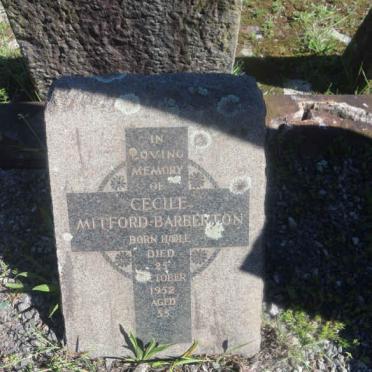 IN
LOVING
MEMORY
OF
CECILE
MITFORD-BARBERTON
BORN
DIED
OCTOBER
1952
AGED
55